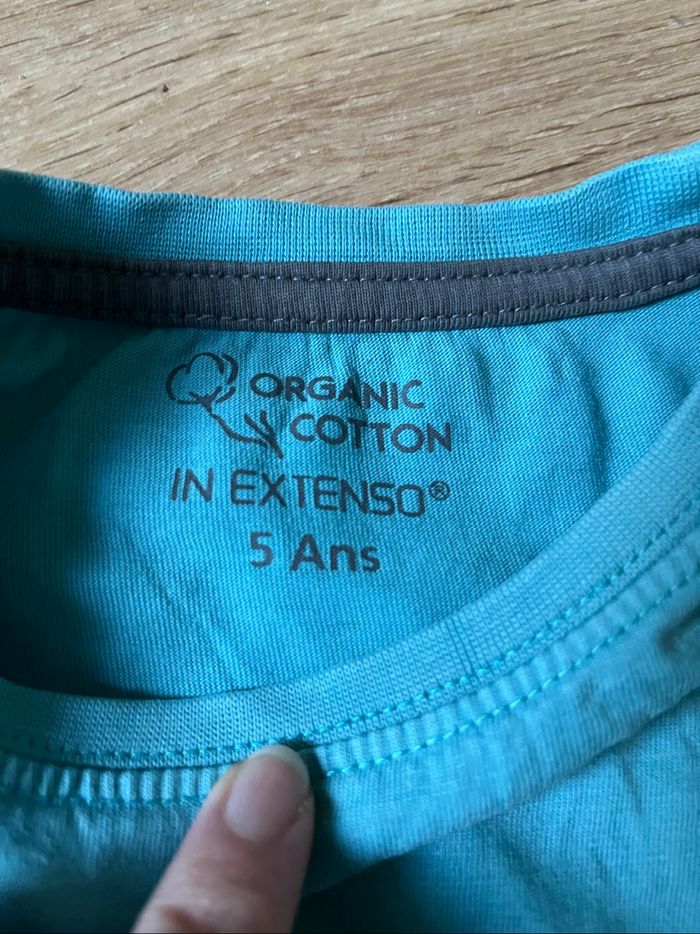 ORGANIC
COTTON
IN EXTENSO®
5 Ans